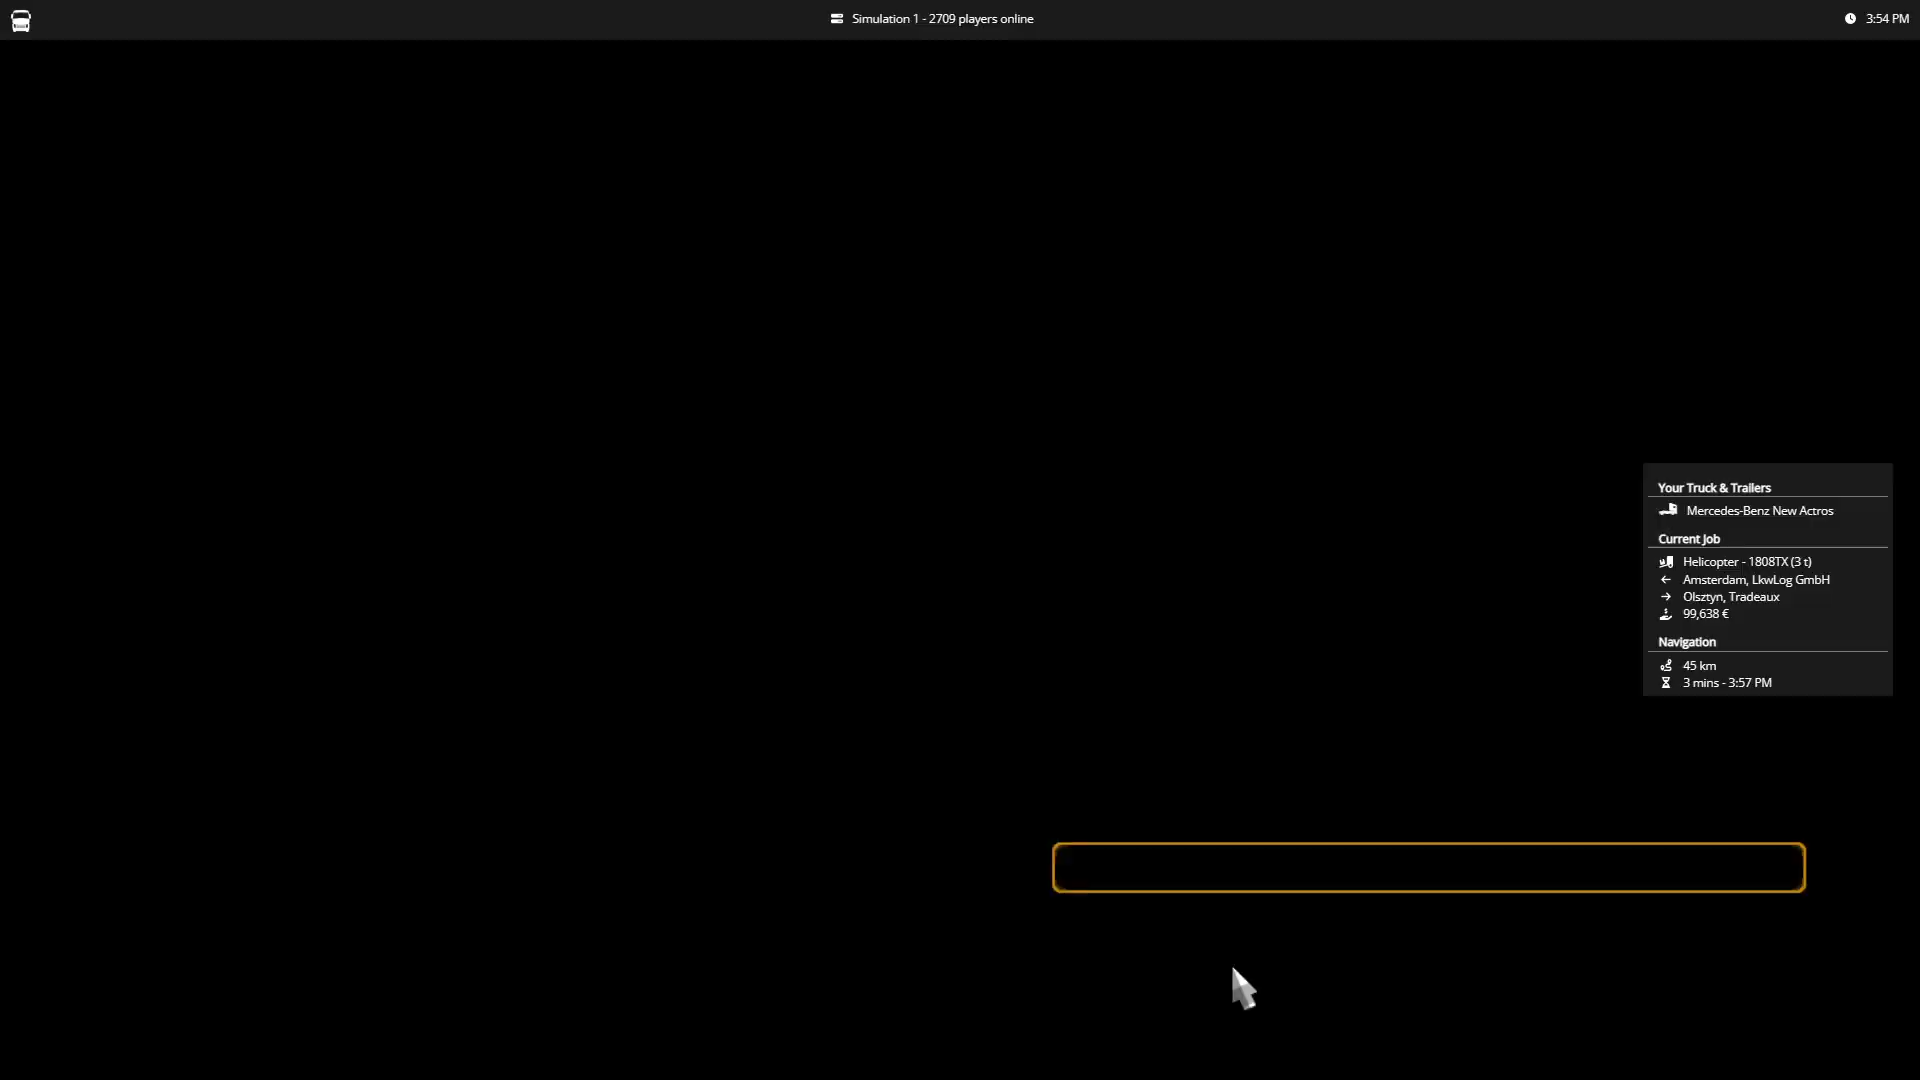 Simulation 1 - 2709 players online
3:54 PM
Your Truck & Trailers
Mercedes-Benz New Actros
Current Job
Helicopter - 1808TX (3 t)
Amsterdam, LkwLog GmbH
Olsztyn, Tradeaux
99,638 €
Navigation
45 km
3 mins - 3:57 PM